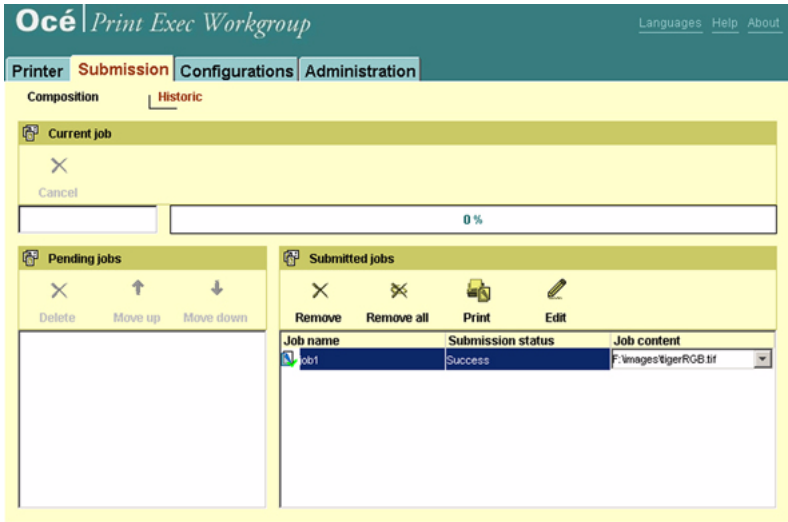 Océ Print Exec Workgroup
Languages Help About
Printer Submission Configurations Administration
Composition Historic
Current job
Cancel
0 %
Pending jobs
Delete Move up Move down
Submitted jobs
Remove Remove all Print Edit
Job name Submission status Job content
job1 Success F:\images\tigerRGB.tif